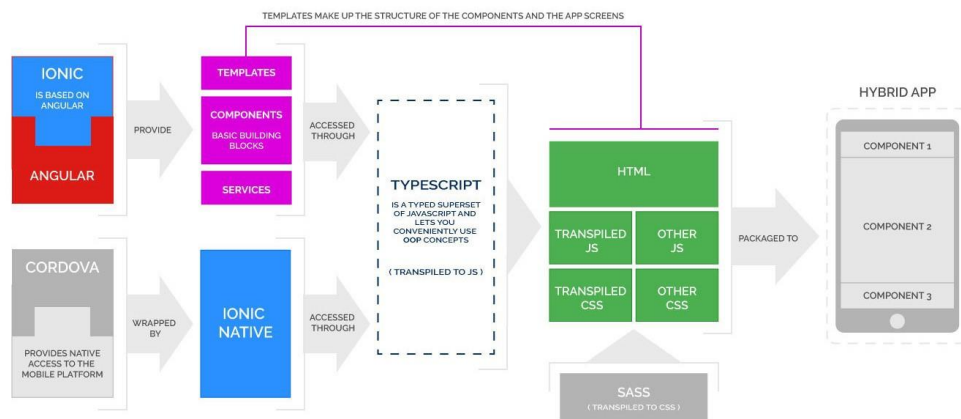 TEMPLATES MAKE UP THE STRUCTURE OF THE COMPONENTS AND THE APP SCREENS
IONIC
IS BASED ON
ANGULAR
ANGULAR
PROVIDE
TEMPLATES
COMPONENTS
BASIC BUILDING
BLOCKS
SERVICES
ACCESSED
THROUGH
CORDOVA
PROVIDES NATIVE
ACCESS TO THE
MOBILE PLATFORM
WRAPPED
BY
IONIC
NATIVE
ACCESSED
THROUGH
TYPESCRIPT
IS A TYPED SUPERSET
OF JAVASCRIPT AND
LETS YOU
CONVENIENTLY USE
OOP CONCEPTS
( TRANSPILED TO JS )
HTML
TRANSPILED
JS
OTHER
JS
TRANSPILED
CSS
OTHER
CSS
SASS
( TRANSPILED TO CSS )
PACKAGED TO
HYBRID APP
COMPONENT 1
COMPONENT 2
COMPONENT 3